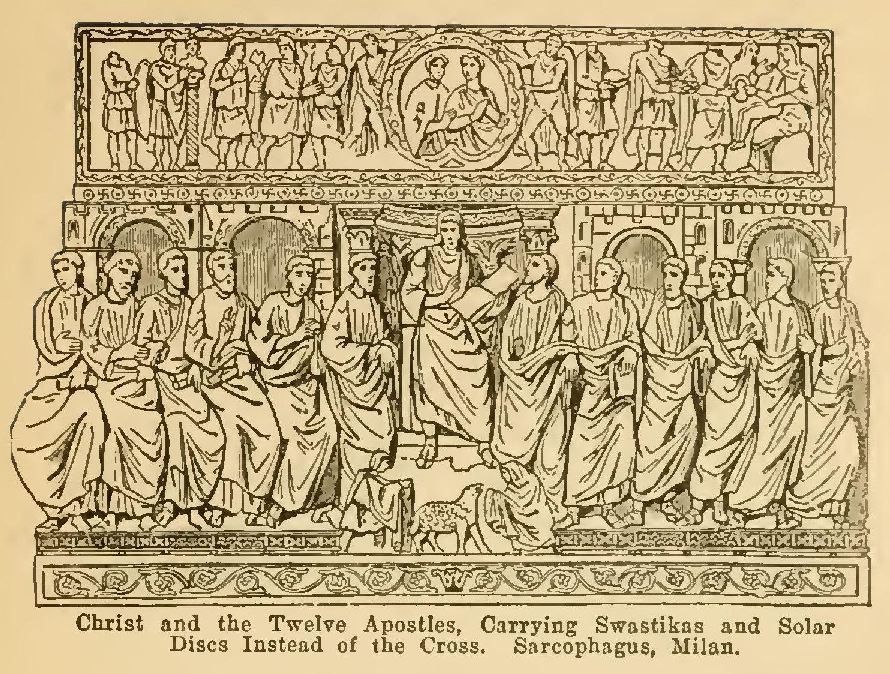 Christ and the Twelve Apostles, Carrying Swastikas and Solar
Discs Instead of the Cross. Sarcophagus, Milan.